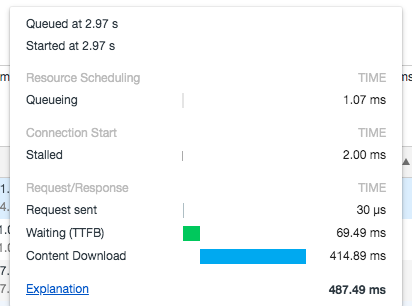 Queued at 2.97 s
Started at 2.97 s
Resource Scheduling TIME
Queueing 1.07 ms
Connection Start TIME
Stalled 2.00 ms
Request/Response TIME
Request sent 30 µs
Waiting (TTFB) 69.49 ms
Content Download 414.89 ms
Explanation 487.49 ms